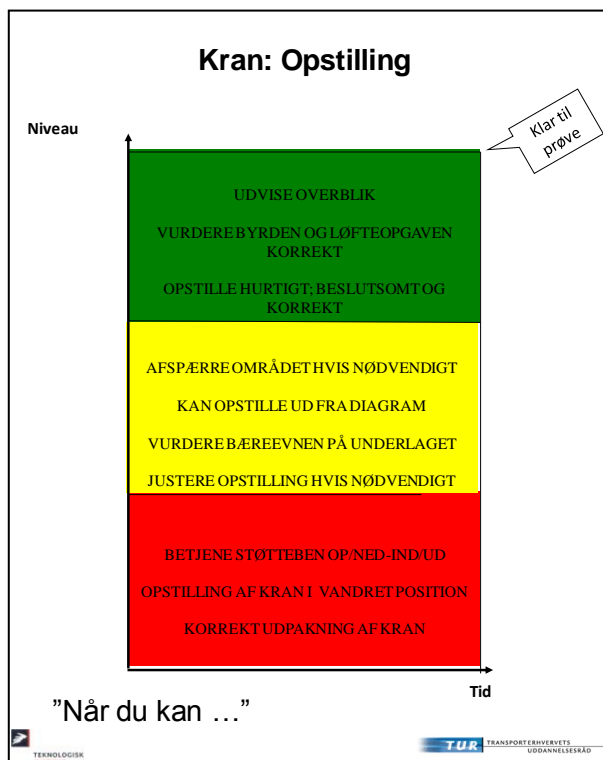 Kran: Opstilling
Niveau
Klar til
prøve
UDVISE OVERBLIK
VURDERE BYRDEN OG LØFTEOPGAVEN
KORREKT
OPSTILLE HURTIGT; BESLUTSOMT OG
KORREKT
AFSPÆRRE OMRÅDET HVIS NØDVENDIGT
KAN OPSTILLE UD FRA DIAGRAM
VURDERE BÆREEVNEN PÅ UNDERLAGET
JUSTERE OPSTILLING HVIS NØDVENDIGT
BETJENE STØTTEBEN OP/NED-IND/UD
OPSTILLING AF KRAN I VANDRET POSITION
KORREKT UDPAKNING AF KRAN
Tid
”Når du kan …”
TEKNOLOGISK
TUR TRANSPORTERHVERVETS
UDDANNELSESRÅD